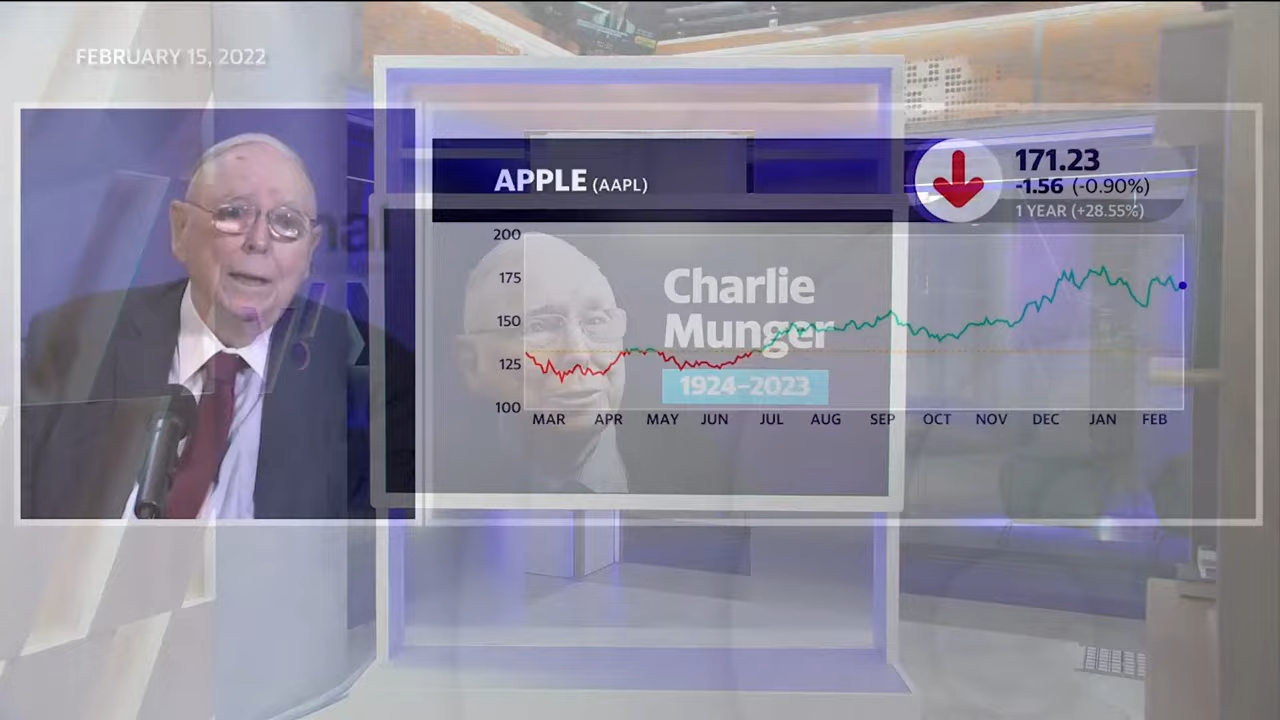 FEBRUARY 15, 2022
APPLE (AAPL)
171.23
-1.56 (-0.90%)
1 YEAR (+28.55%)
200
175
150
125
100
Charlie
Munger
1924–2023
MAR APR MAY JUN JUL AUG SEP OCT NOV DEC JAN FEB